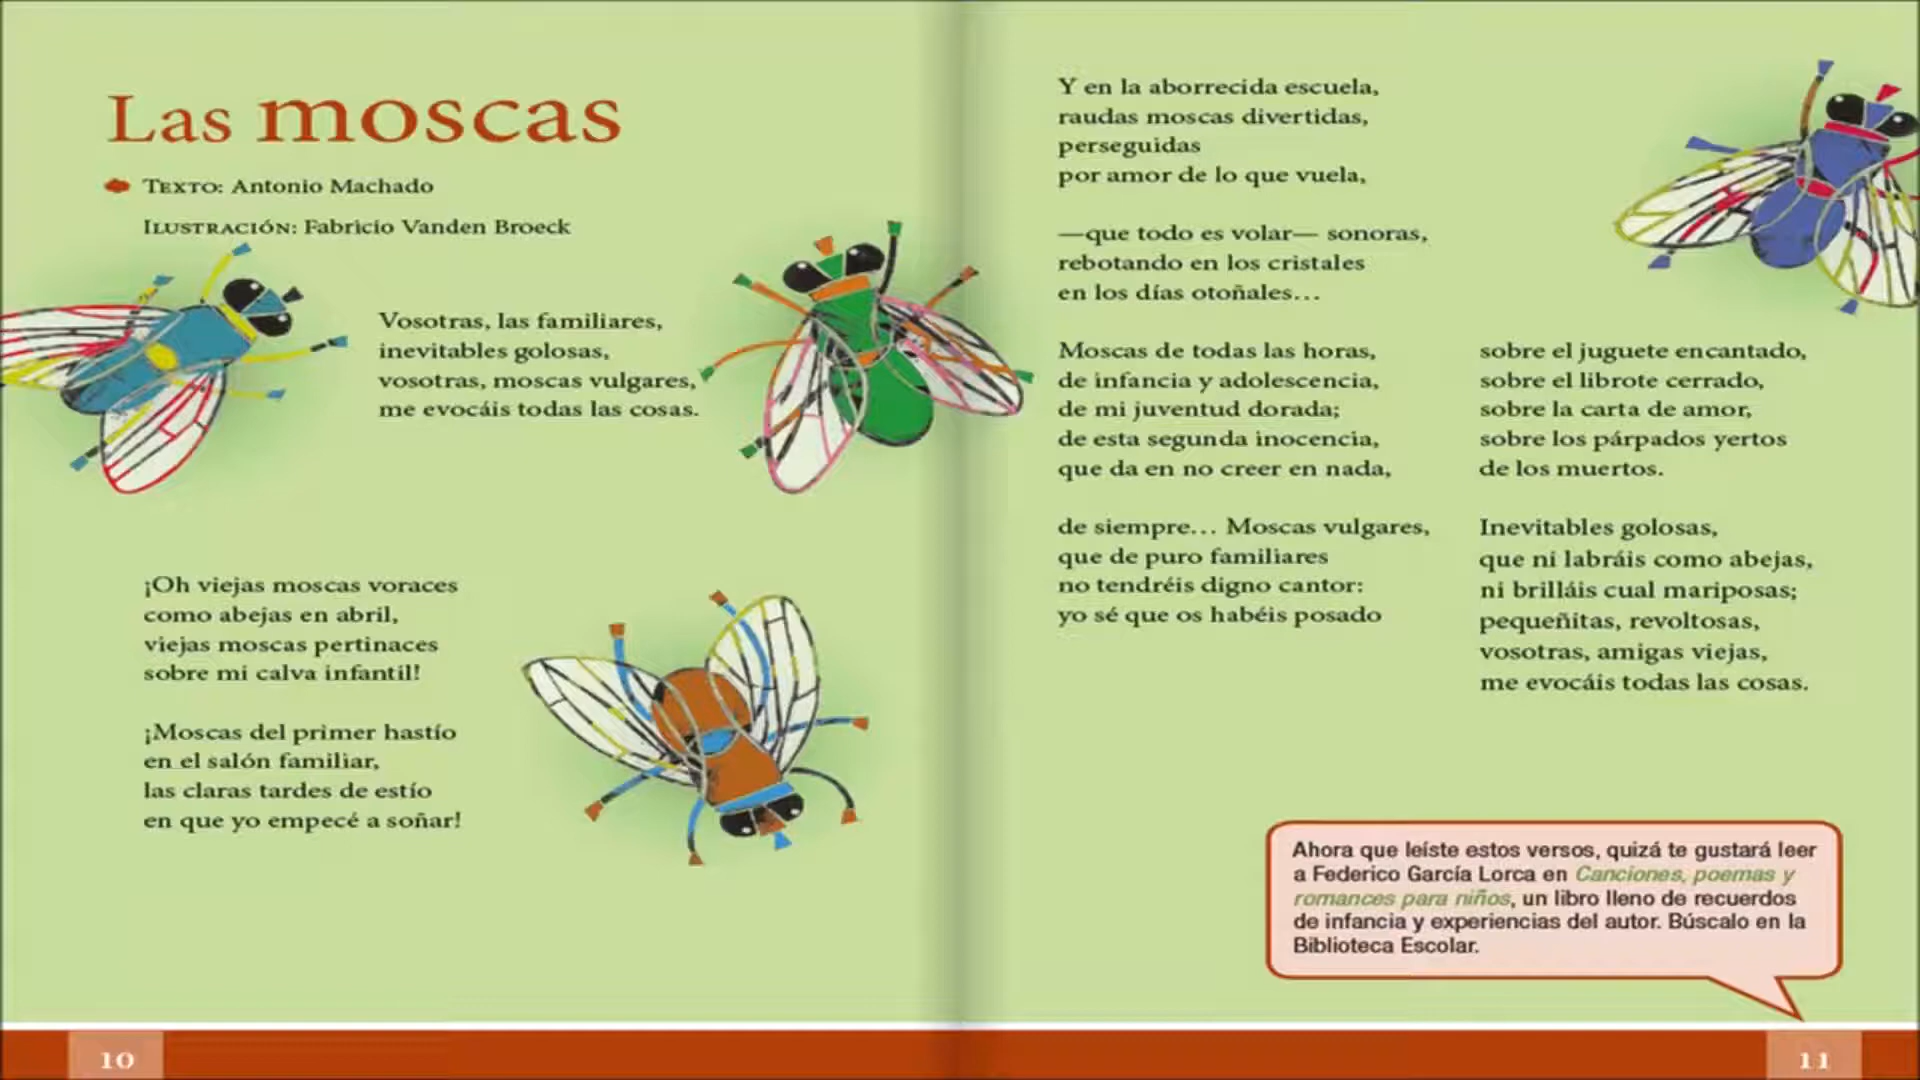 Las moscas
TEXTO: Antonio Machado
ILUSTRACIÓN: Fabricio Vanden Broeck
Vosotras, las familiares,
inevitables golosas,
vosotras, moscas vulgares,
me evocáis todas las cosas.
¡Oh viejas moscas voraces
como abejas en abril,
viejas moscas pertinaces
sobre mi calva infantil!
¡Moscas del primer hastío
en el salón familiar,
las claras tardes de estío
en que yo empecé a soñar!
10
Y en la aborrecida escuela,
raudas moscas divertidas,
perseguidas
por amor de lo que vuela,
—que todo es volar— sonoras,
rebotando en los cristales
en los días otoñales...
Moscas de todas las horas,
de infancia y adolescencia,
de mi juventud dorada;
de esta segunda inocencia,
que da en no creer en nada,
de siempre... Moscas vulgares,
que de puro familiares
no tendréis digno cantor:
yo sé que os habéis posado
sobre el juguete encantado,
sobre el librote cerrado,
sobre la carta de amor,
sobre los párpados yertos
de los muertos.
Inevitables golosas,
que ni labráis como abejas,
ni brilláis cual mariposas;
pequeñitas, revoltosas,
vosotras, amigas viejas,
me evocáis todas las cosas.
Ahora que leíste estos versos, quizá te gustará leer
a Federico García Lorca en Canciones, poemas y
romances para niños, un libro lleno de recuerdos
de infancia y experiencias del autor. Búscalo en la
Biblioteca Escolar.
11